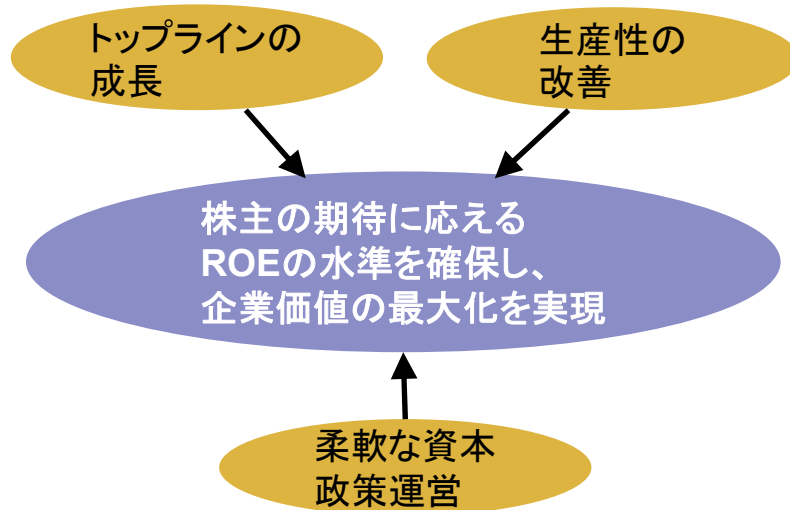 トップラインの
成長
生産性の
改善
株主の期待に応える
ROEの水準を確保し、
企業価値の最大化を実現
柔軟な資本
政策運営